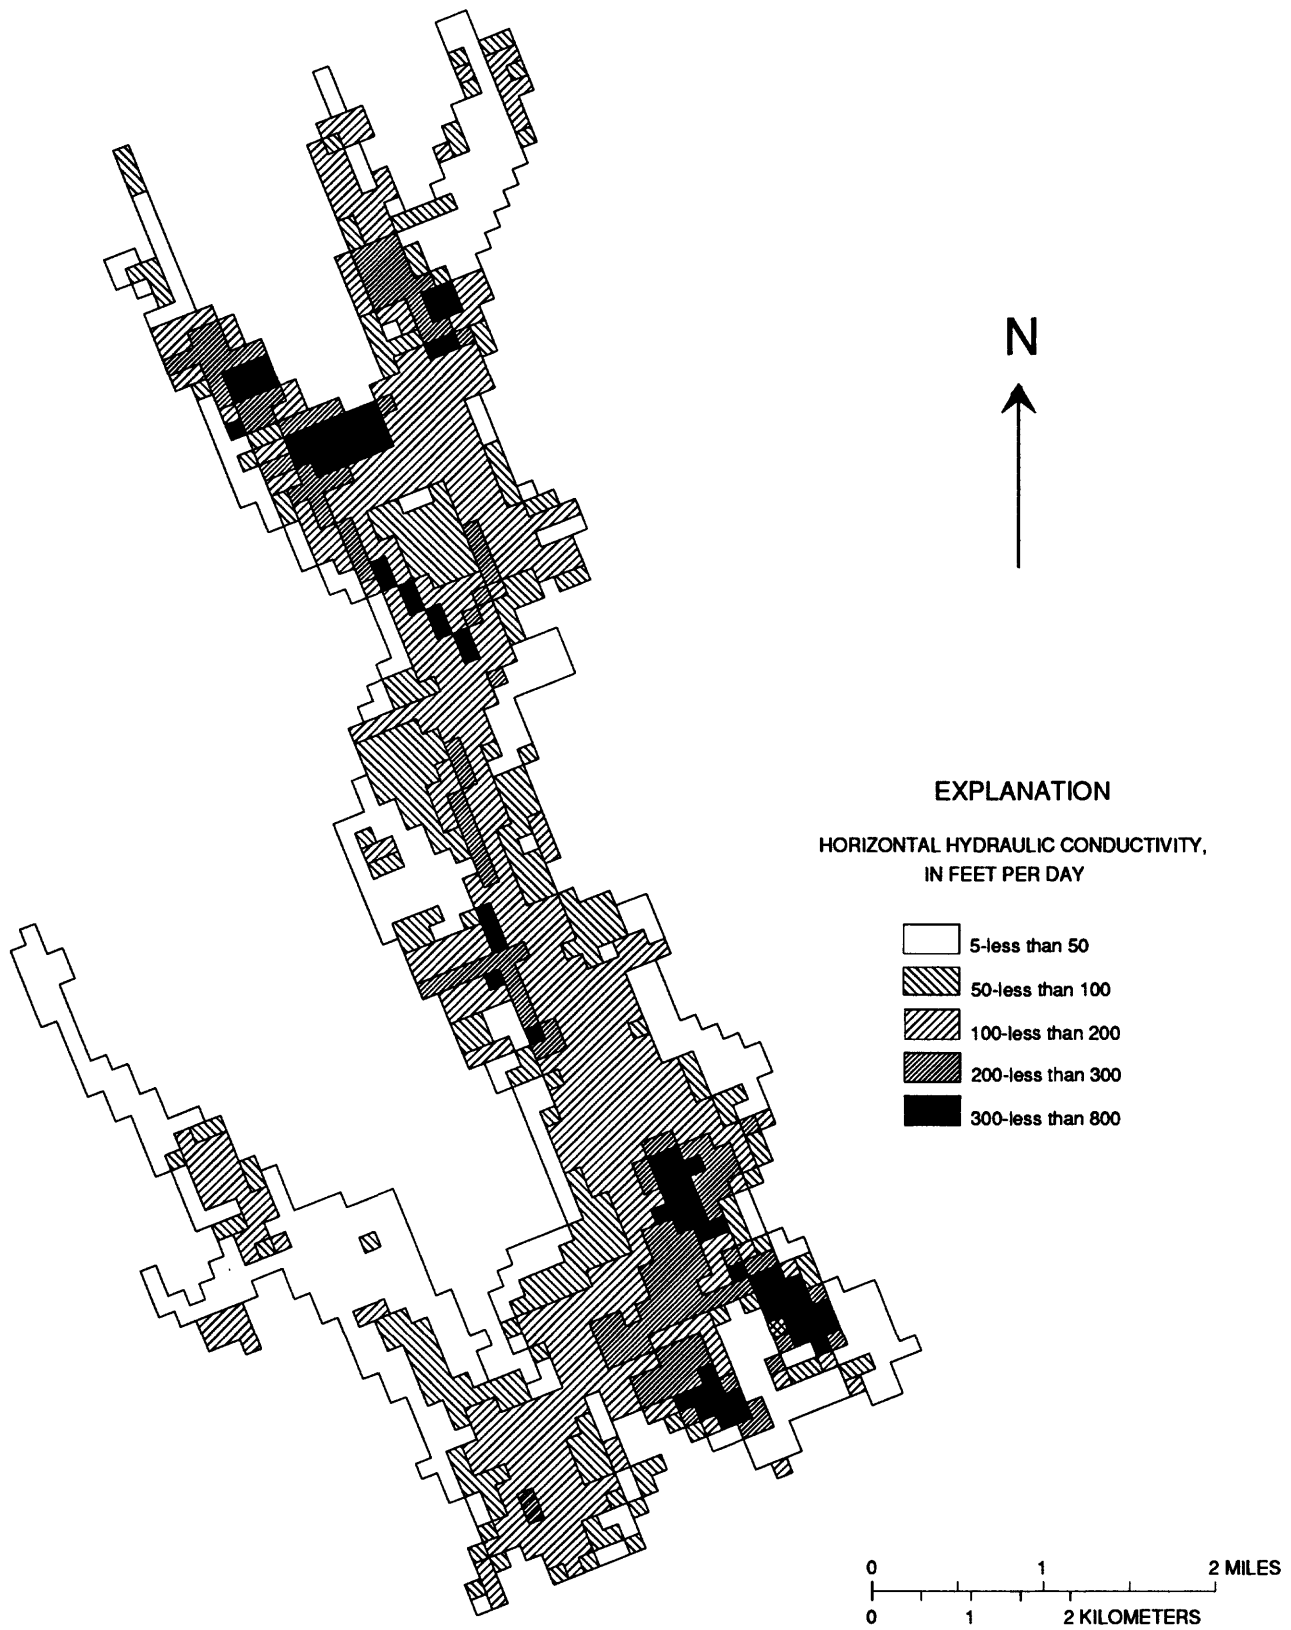 N
EXPLANATION
HORIZONTAL HYDRAULIC CONDUCTIVITY,
IN FEET PER DAY
5-less than 50
50-less than 100
100-less than 200
200-less than 300
300-less than 800
0 1 2 MILES
0 1 2 KILOMETERS